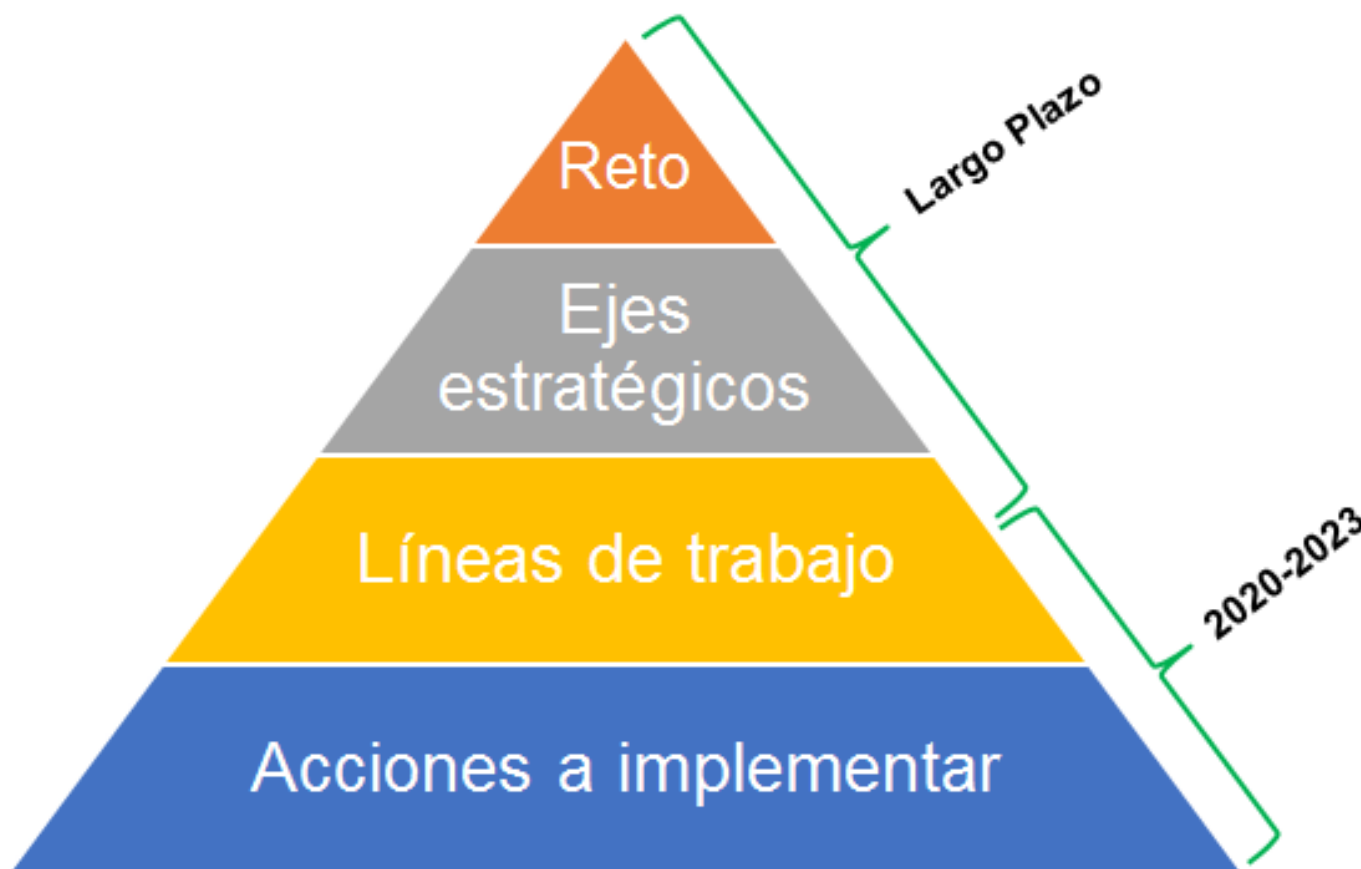 Reto
Largo Plazo
Ejes
estratégicos
Líneas de trabajo
2020-2023
Acciones a implementar